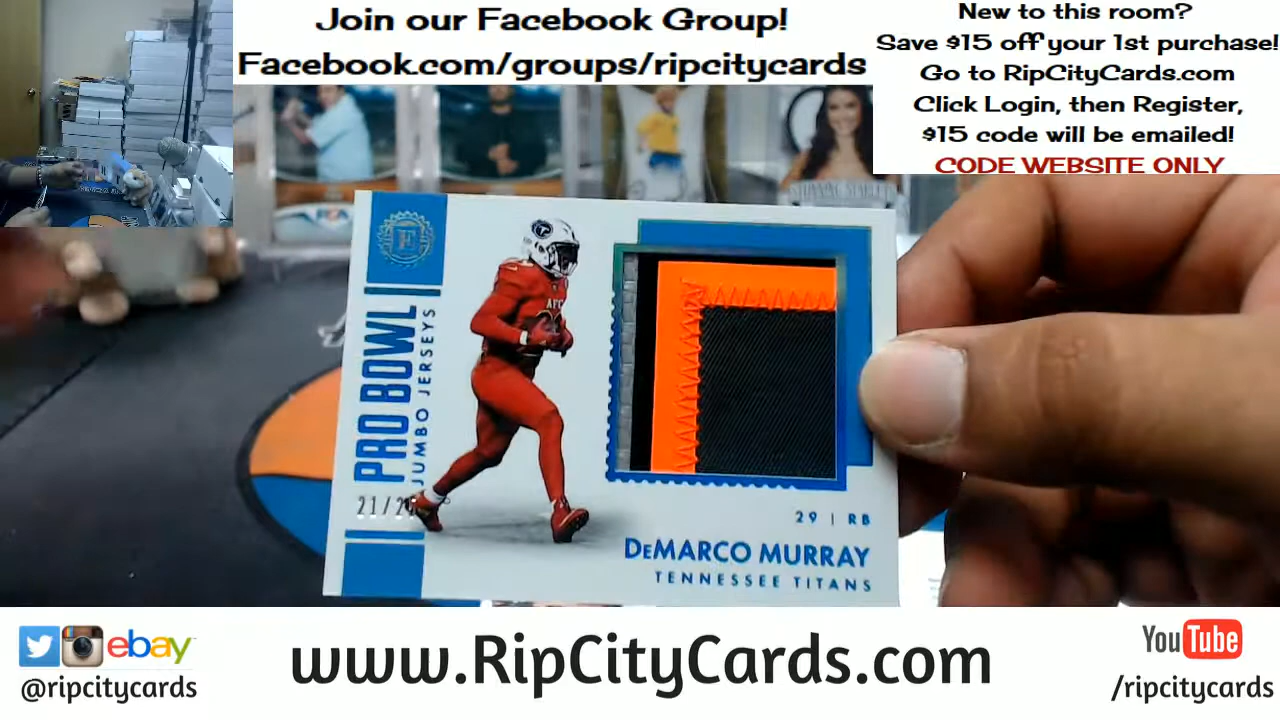 Join our Facebook Group!
Facebook.com/groups/ripcitycards
New to this room?
Save $15 off your 1st purchase!
Go to RipCityCards.com
Click Login, then Register,
$15 code will be emailed!
CODE WEBSITE ONLY
PRO BOWL
JUMBO JERSEYS
AFC
29 | RB
DEMARCO MURRAY
TENNESSEE TITANS
ebay
@ripcitycards
www.RipCityCards.com
YouTube
/ripcitycards